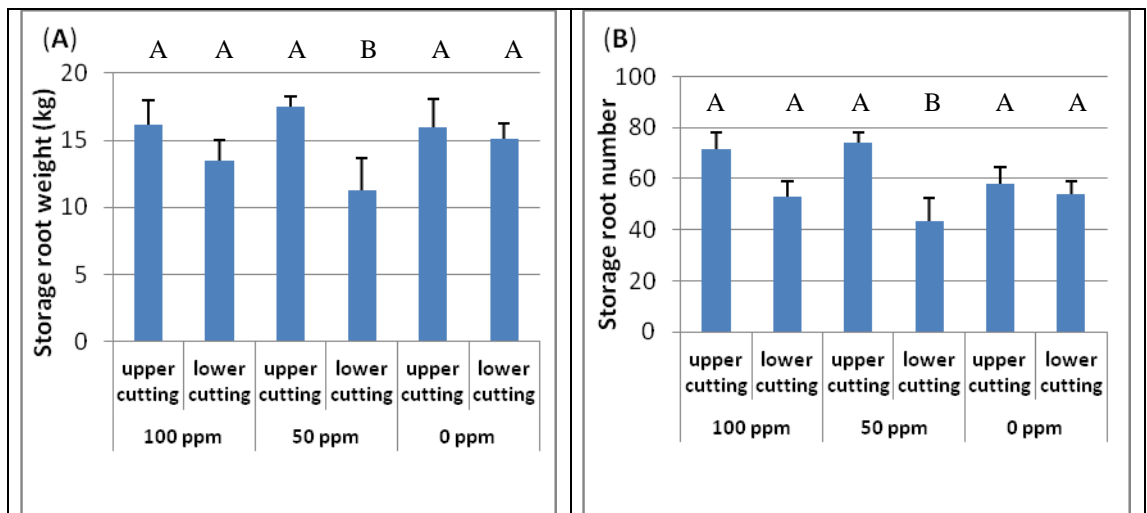 (A)
A A A B A A
Storage root weight (kg)
20
15
10
5
0
upper cutting lower cutting upper cutting lower cutting upper cutting lower cutting
100 ppm 50 ppm 0 ppm
(B)
A A A B A A
Storage root number
100
80
60
40
20
0
upper cutting lower cutting upper cutting lower cutting upper cutting lower cutting
100 ppm 50 ppm 0 ppm